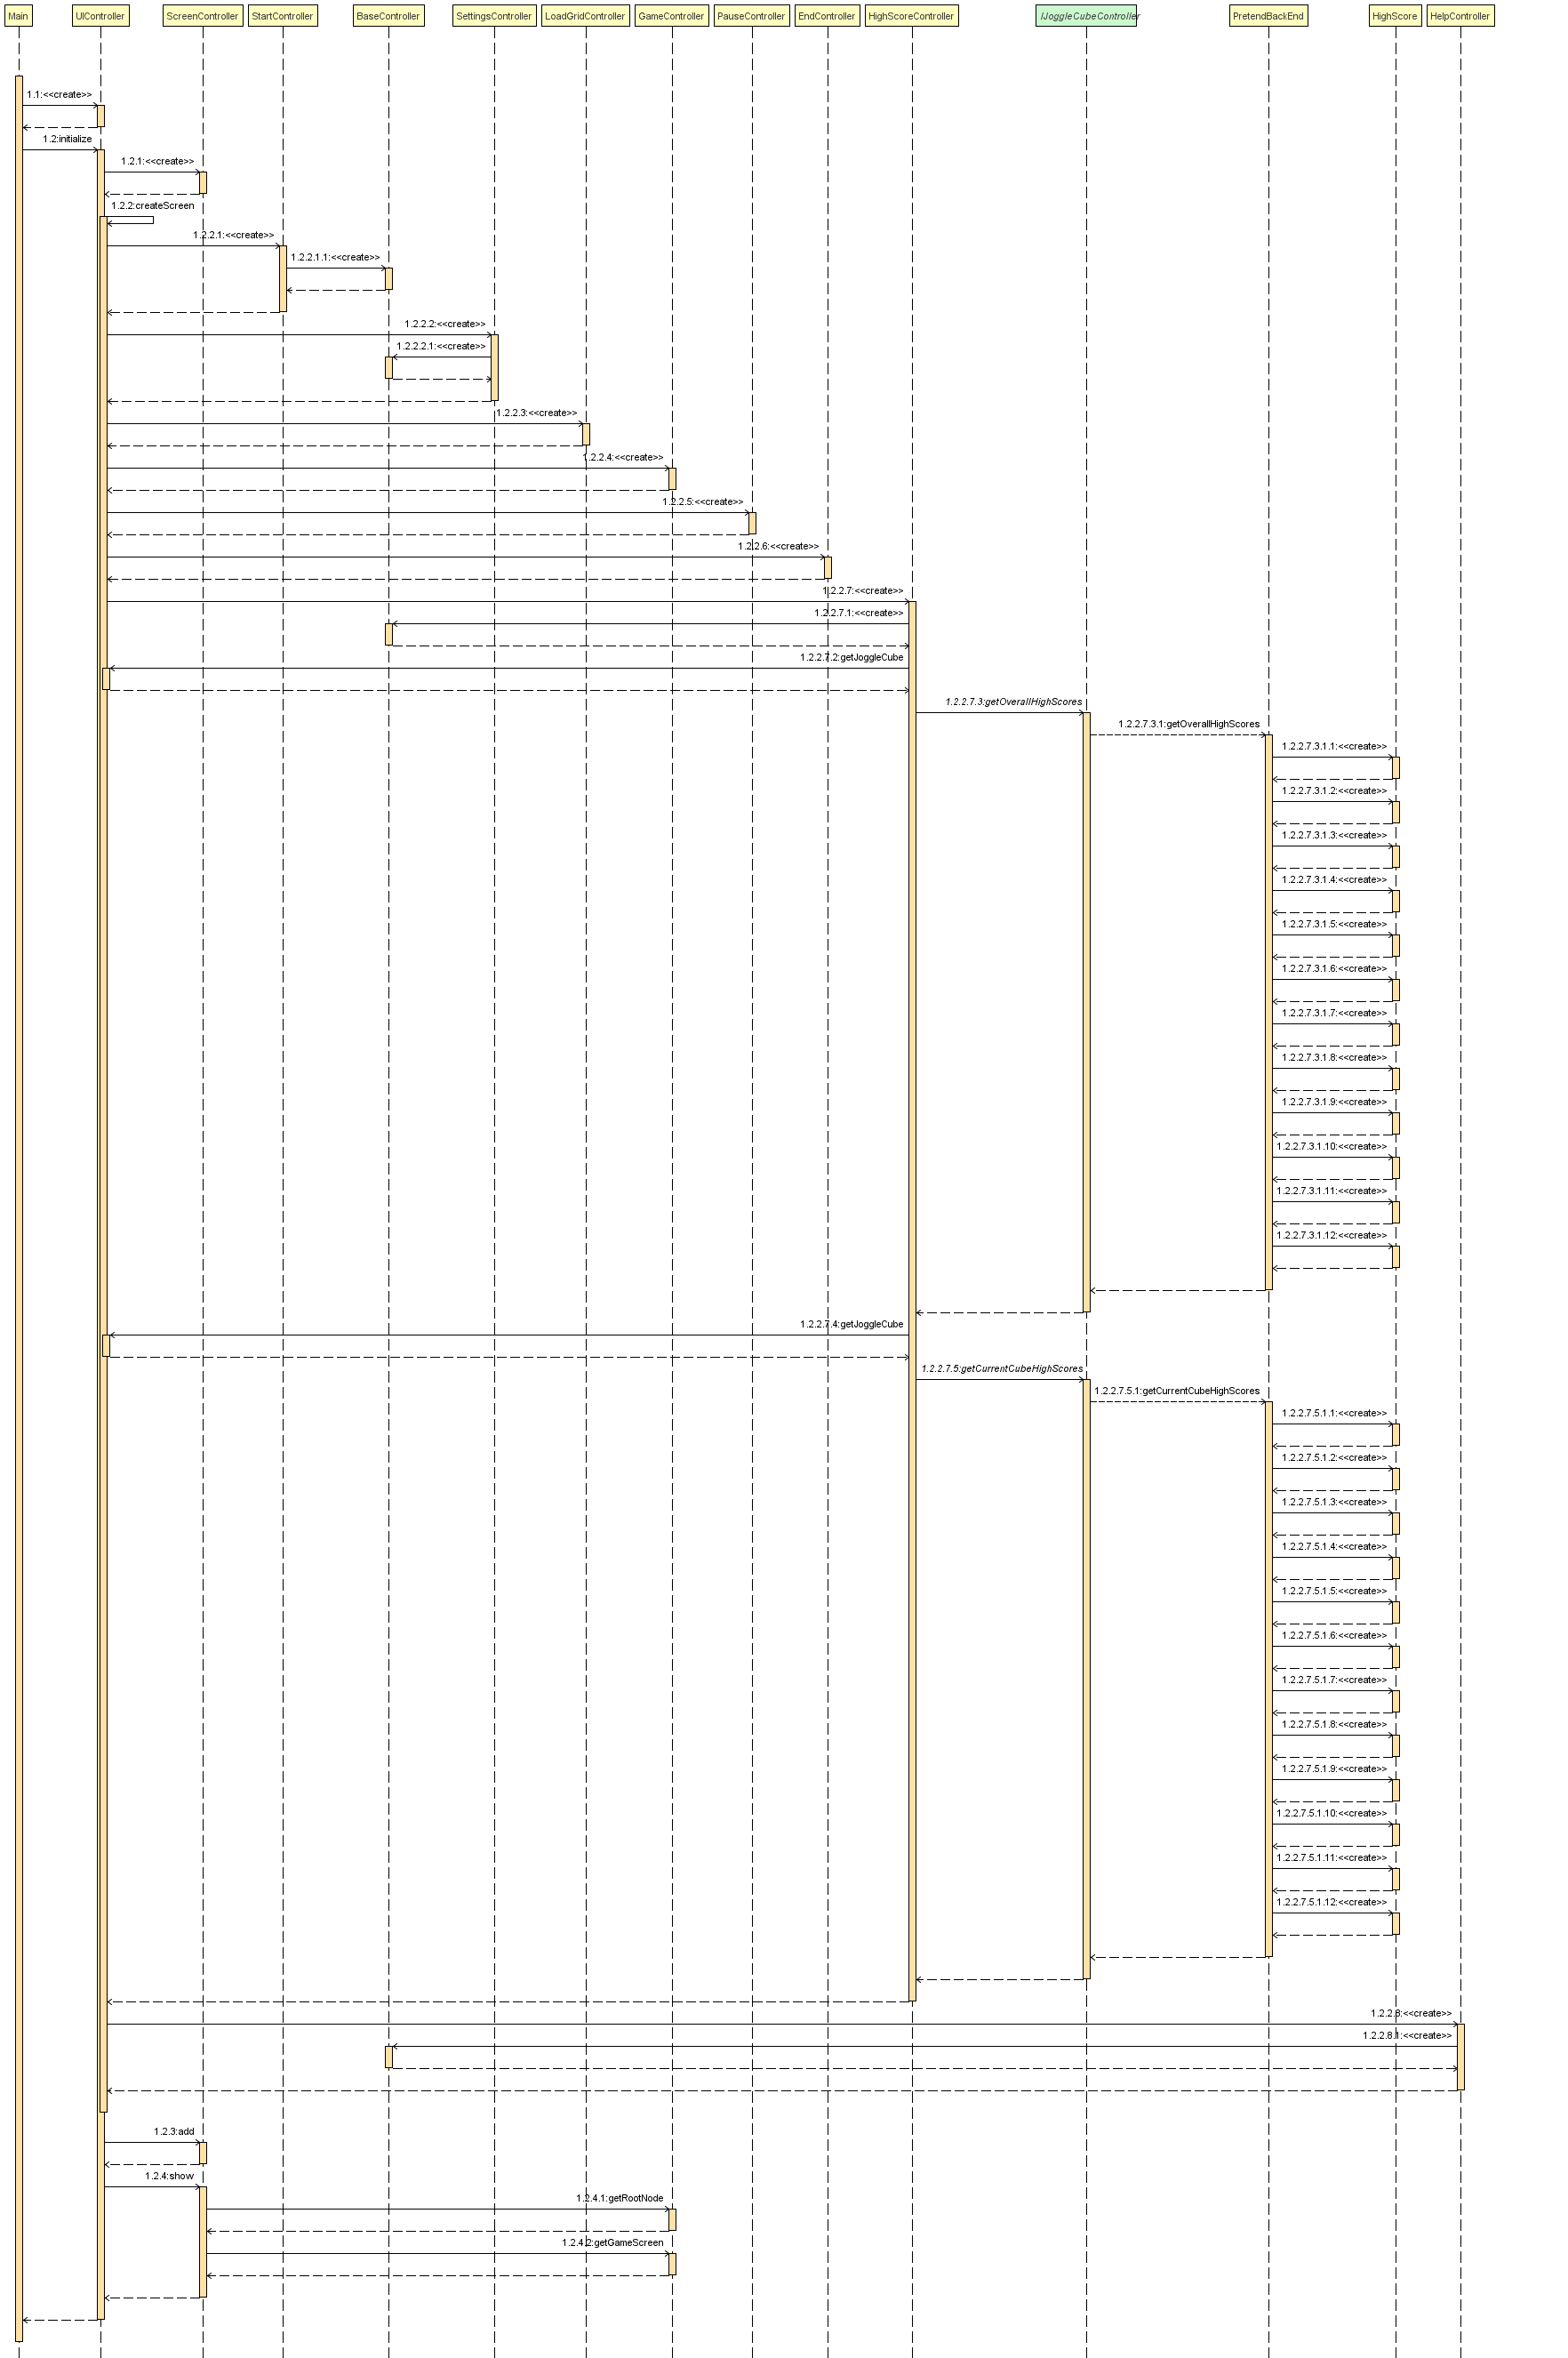 Main
UIController
ScreenController
StartController
BaseController
SettingsController
LoadGridController
GameController
PauseController
EndController
HighScoreController
IJoggleCubeController
PretendBackEnd
HighScore
HelpController
1.1:<<create>>
1.2:initialize
1.2.1:<<create>>
1.2.2:createScreen
1.2.2.1:<<create>>
1.2.2.1.1:<<create>>
1.2.2.2:<<create>>
1.2.2.2.1:<<create>>
1.2.2.3:<<create>>
1.2.2.4:<<create>>
1.2.2.5:<<create>>
1.2.2.6:<<create>>
1.2.2.7:<<create>>
1.2.2.7.1:<<create>>
1.2.2.7.2:getJoggleCube
1.2.2.7.3:getOverallHighScores
1.2.2.7.3.1:getOverallHighScores
1.2.2.7.3.1.1:<<create>>
1.2.2.7.3.1.2:<<create>>
1.2.2.7.3.1.3:<<create>>
1.2.2.7.3.1.4:<<create>>
1.2.2.7.3.1.5:<<create>>
1.2.2.7.3.1.6:<<create>>
1.2.2.7.3.1.7:<<create>>
1.2.2.7.3.1.8:<<create>>
1.2.2.7.3.1.9:<<create>>
1.2.2.7.3.1.10:<<create>>
1.2.2.7.3.1.11:<<create>>
1.2.2.7.3.1.12:<<create>>
1.2.2.7.4:getJoggleCube
1.2.2.7.5:getCurrentCubeHighScores
1.2.2.7.5.1:getCurrentCubeHighScores
1.2.2.7.5.1.1:<<create>>
1.2.2.7.5.1.2:<<create>>
1.2.2.7.5.1.3:<<create>>
1.2.2.7.5.1.4:<<create>>
1.2.2.7.5.1.5:<<create>>
1.2.2.7.5.1.6:<<create>>
1.2.2.7.5.1.7:<<create>>
1.2.2.7.5.1.8:<<create>>
1.2.2.7.5.1.9:<<create>>
1.2.2.7.5.1.10:<<create>>
1.2.2.7.5.1.11:<<create>>
1.2.2.7.5.1.12:<<create>>
1.2.2.8:<<create>>
1.2.2.8.1:<<create>>
1.2.3:add
1.2.4:show
1.2.4.1:getRootNode
1.2.4.2:getGameScreen